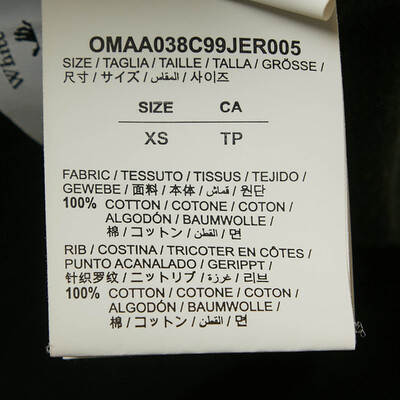 White
OMAA038C99JER005
SIZE / TAGLIA / TAILLE / TALLA / GRÖSSE /
尺寸 / サイズ / المقاس / 사이즈
SIZE CA
XS TP
FABRIC / TESSUTO / TISSUS / TEJIDO /
GEWEBE / 面料 / 本体 / قماش / 원단
100% COTTON / COTONE / COTON /
ALGODÓN / BAUMWOLLE /
棉 / コットン / القطن / 면
RIB / COSTINA / TRICOTER EN CÔTES /
PUNTO ACANALADO / GERIPPT /
针织罗纹 / ニットリブ / غرزة / 리브
100% COTTON / COTONE / COTON /
ALGODÓN / BAUMWOLLE /
棉 / コットン / القطن / 면